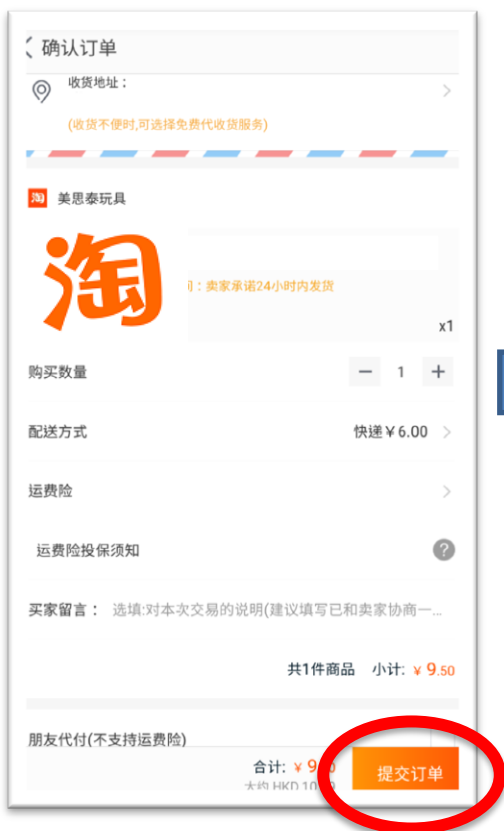 确认订单
收货地址：
(收货不便时,可选择免费代收货服务)
淘 美思泰玩具
淘
：卖家承诺24小时内发货
x1
购买数量 － 1 ＋
配送方式 快递￥6.00
运费险
运费险投保须知 ?
买家留言： 选填:对本次交易的说明(建议填写已和卖家协商一...
共1件商品 小计: ￥9.50
朋友代付(不支持运费险)
合计: ￥9
提交订单
大约 HKD 10